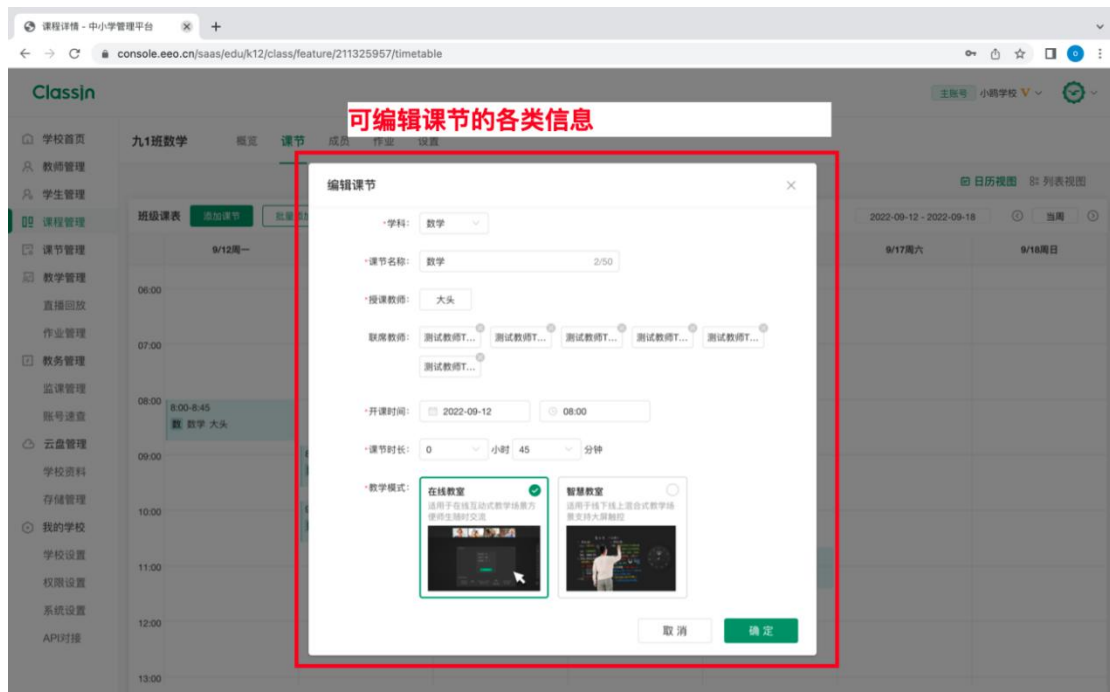 课程详情 - 中小学管理平台
console.eeo.cn/saas/edu/k12/class/feature/211325957/timetable
ClassIn
主账号 小鸥学校 V
可编辑课节的各类信息
九1班数学 概览 课节 成员 作业 设置
日历视图 列表视图
学校首页
教师管理
学生管理
课程管理
课节管理
教学管理
直播回放
作业管理
教务管理
监课管理
账号速查
云盘管理
学校资料
存储管理
我的学校
学校设置
权限设置
系统设置
API对接
班级课表 添加课节 批量添加
2022-09-12 - 2022-09-18 当周
9/12周一 9/17周六 9/18周日
06:00
07:00
08:00
8:00-8:45
数 数学 大头
09:00
10:00
11:00
12:00
13:00
编辑课节
·学科: 数学
·课节名称: 数学 2/50
·授课教师: 大头
联席教师: 测试教师T... 测试教师T... 测试教师T... 测试教师T... 测试教师T...
测试教师T...
·开课时间: 2022-09-12 08:00
·课节时长: 0 小时 45 分钟
·教学模式:
在线教室
适用于在线互动式教学场景方
便师生随时交流
智慧教室
适用于线下线上混合式教学场
景支持大屏触控
取消 确定